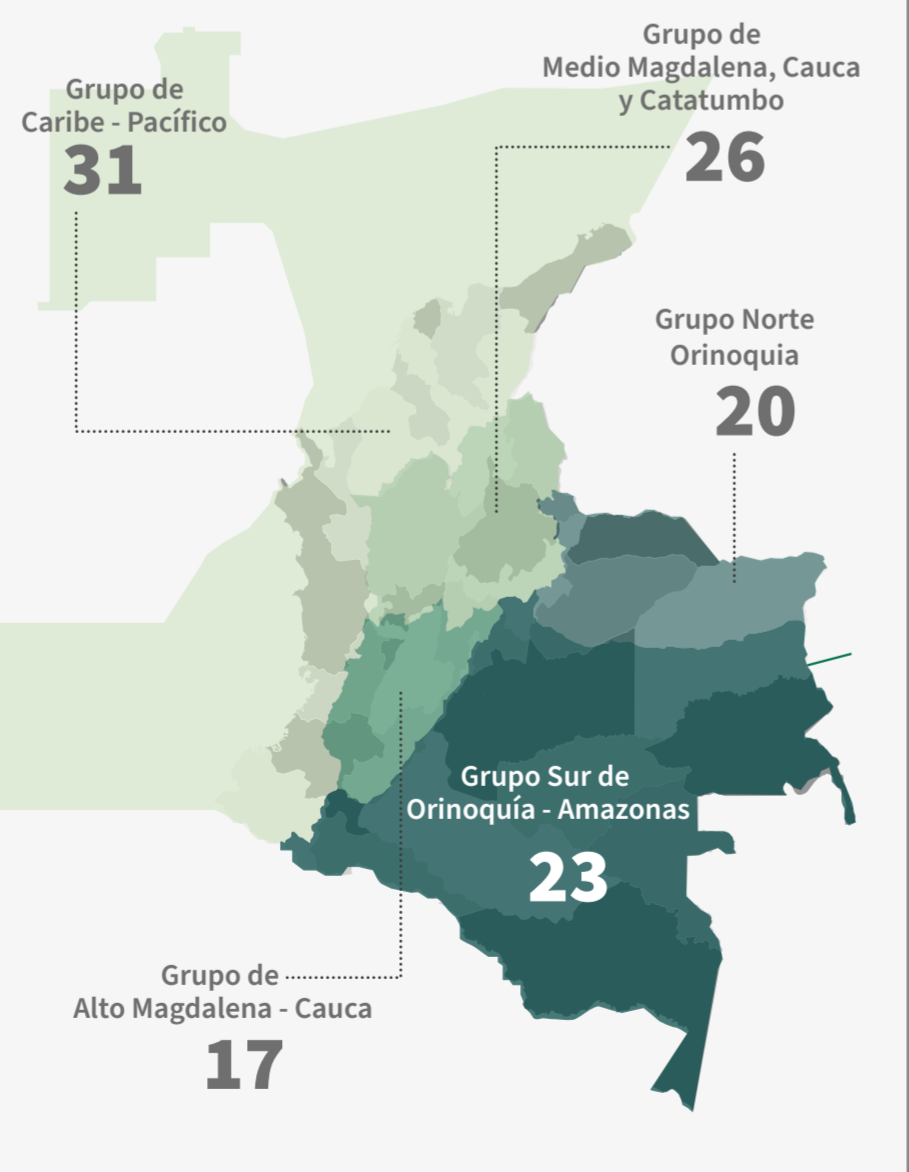 Grupo de
Caribe - Pacífico
31
Grupo de
Medio Magdalena, Cauca
y Catatumbo
26
Grupo Norte
Orinoquia
20
Grupo Sur de
Orinoquía - Amazonas
23
Grupo de
Alto Magdalena - Cauca
17